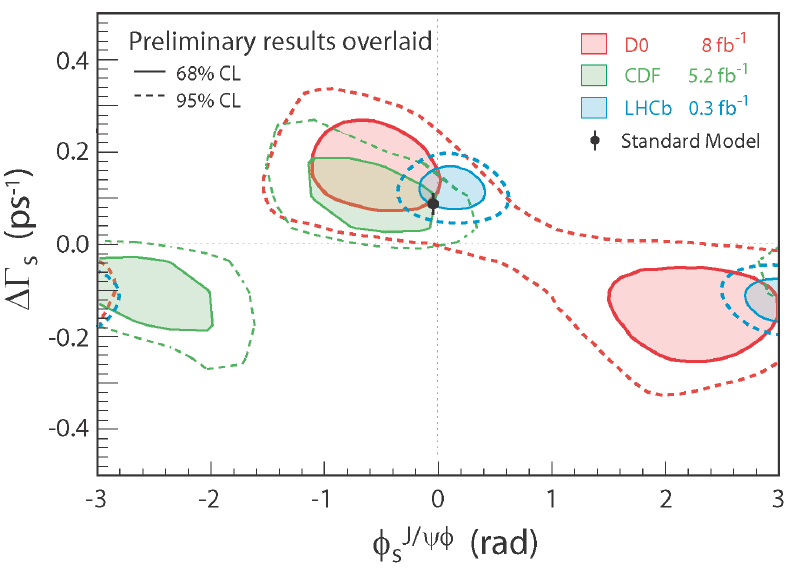 Preliminary results overlaid
68% CL
95% CL
D0 8 fb⁻¹
CDF 5.2 fb⁻¹
LHCb 0.3 fb⁻¹
Standard Model
ΔΓs (ps⁻¹)
0.4
0.2
0.0
-0.2
-0.4
-3 -2 -1 0 1 2 3
ϕs J/ψϕ (rad)